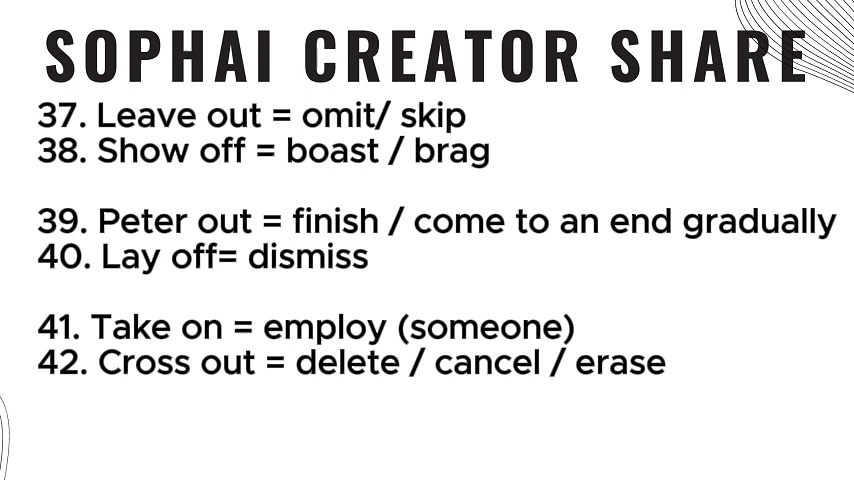 SOPHAI CREATOR SHARE
37. Leave out = omit/ skip
38. Show off = boast / brag
39. Peter out = finish / come to an end gradually
40. Lay off= dismiss
41. Take on = employ (someone)
42. Cross out = delete / cancel / erase